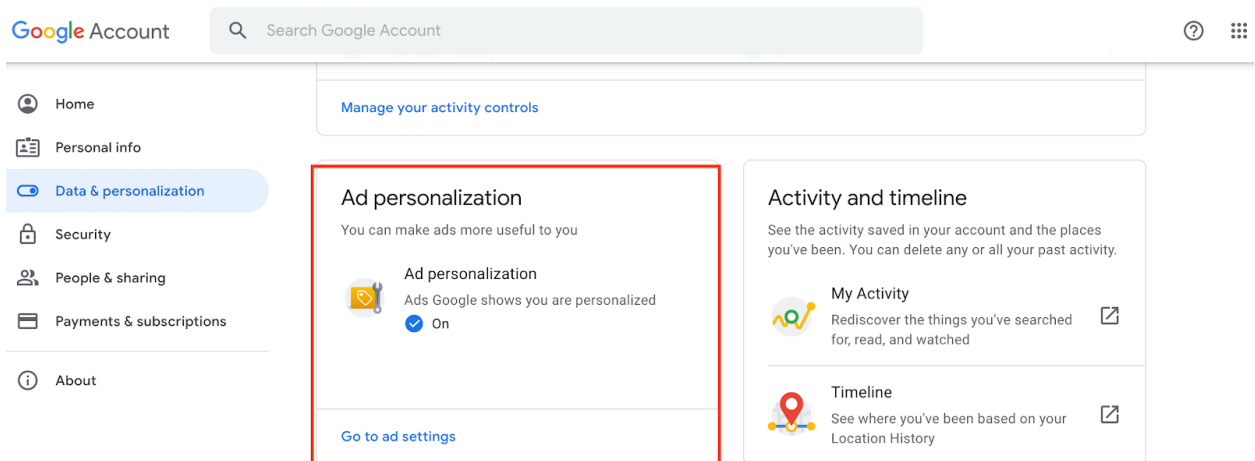 Google Account
Search Google Account
Home
Personal info
Data & personalization
Security
People & sharing
Payments & subscriptions
About
Manage your activity controls
Ad personalization
You can make ads more useful to you
Ad personalization
Ads Google shows you are personalized
On
Go to ad settings
Activity and timeline
See the activity saved in your account and the places
you've been. You can delete any or all your past activity.
My Activity
Rediscover the things you've searched
for, read, and watched
Timeline
See where you've been based on your
Location History